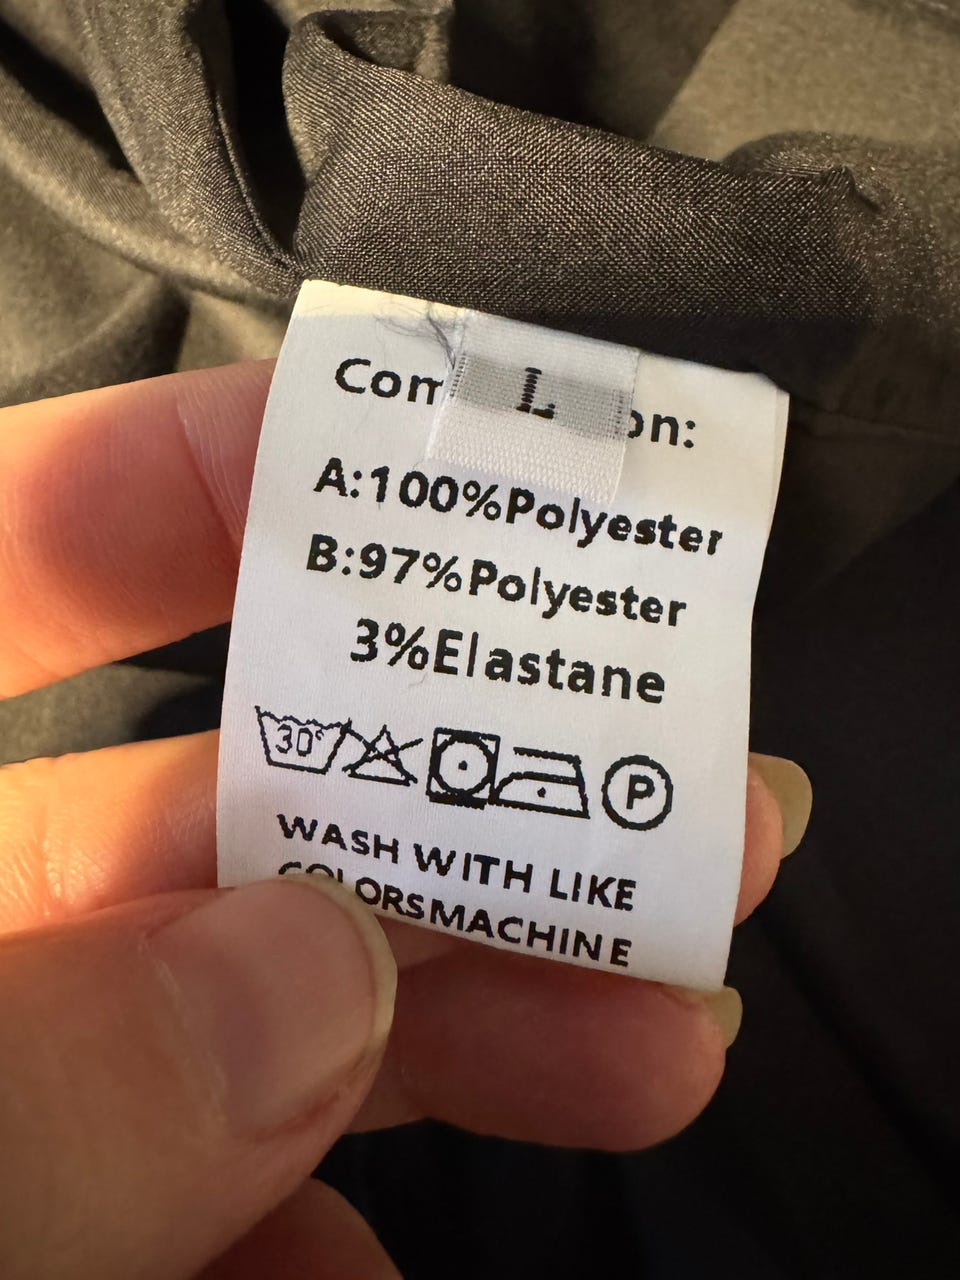 L
Com on:
A:100%Polyester
B:97%Polyester
3%Elastane
30°
P
WASH WITH LIKE
COLORSMACHINE